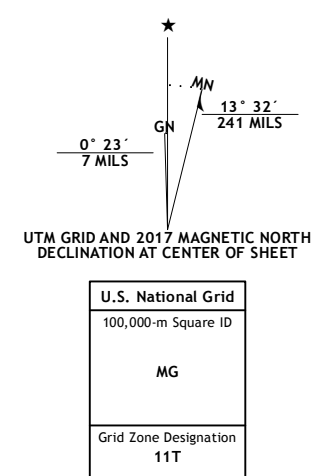 MN
GN
13° 32´
241 MILS
0° 23´
7 MILS
UTM GRID AND 2017 MAGNETIC NORTH
DECLINATION AT CENTER OF SHEET
U.S. National Grid
100,000-m Square ID
MG
Grid Zone Designation
11T